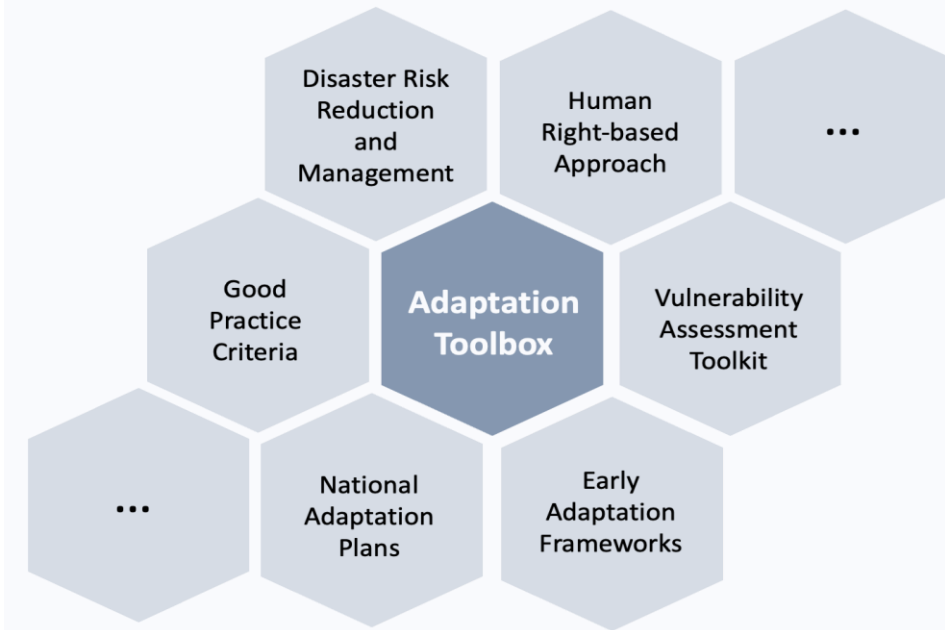 Disaster Risk
Reduction
and
Management
Human
Right-based
Approach
...
Good
Practice
Criteria
Adaptation
Toolbox
Vulnerability
Assessment
Toolkit
...
National
Adaptation
Plans
Early
Adaptation
Frameworks